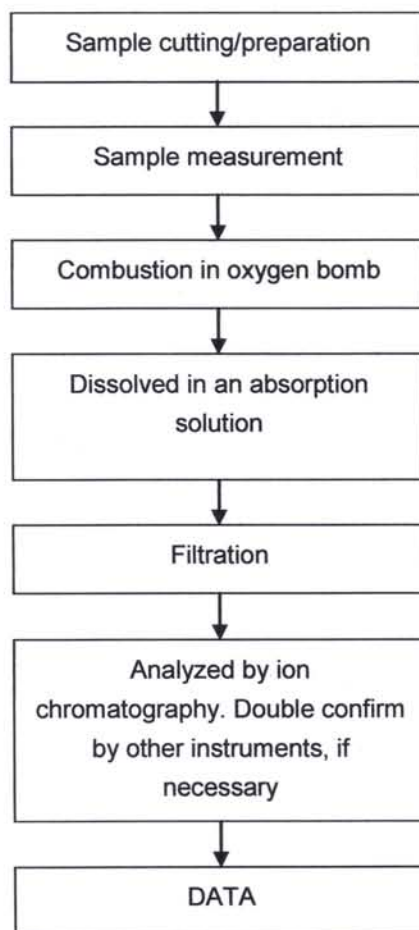 Sample cutting/preparation
Sample measurement
Combustion in oxygen bomb
Dissolved in an absorption
solution
Filtration
Analyzed by ion
chromatography. Double confirm
by other instruments, if
necessary
DATA